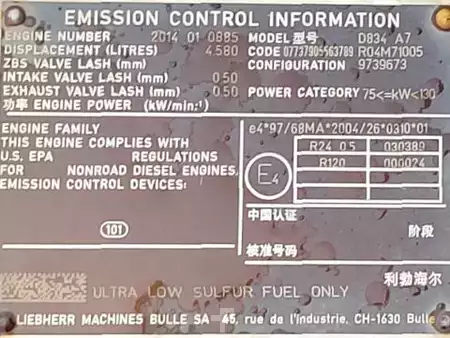 EMISSION CONTROL INFORMATION
ENGINE NUMBER 2014 01 0885 MODEL 型号 D834 A7
DISPLACEMENT (LITRES) 4.580 CODE 07737905563789 R04M71005
ZBS VALVE LASH (mm) CONFIGURATION 9739673
INTAKE VALVE LASH (mm) 0.50
EXHAUST VALVE LASH (mm) 0.50 POWER CATEGORY 75<=kW<130
功率 ENGINE POWER (kW/min⁻¹)
ENGINE FAMILY e4*97/68MA*2004/26*0310*01
THIS ENGINE COMPLIES WITH R24 0.5 030389
U.S. EPA REGULATIONS R120 000024
FOR NONROAD DIESEL ENGINES E4
EMISSION CONTROL DEVICES:
中国认证
阶段
101
核准号码
利勃海尔
ULTRA LOW SULFUR FUEL ONLY
LIEBHERR MACHINES BULLE SA 45, rue de l'industrie, CH-1630 Bulle